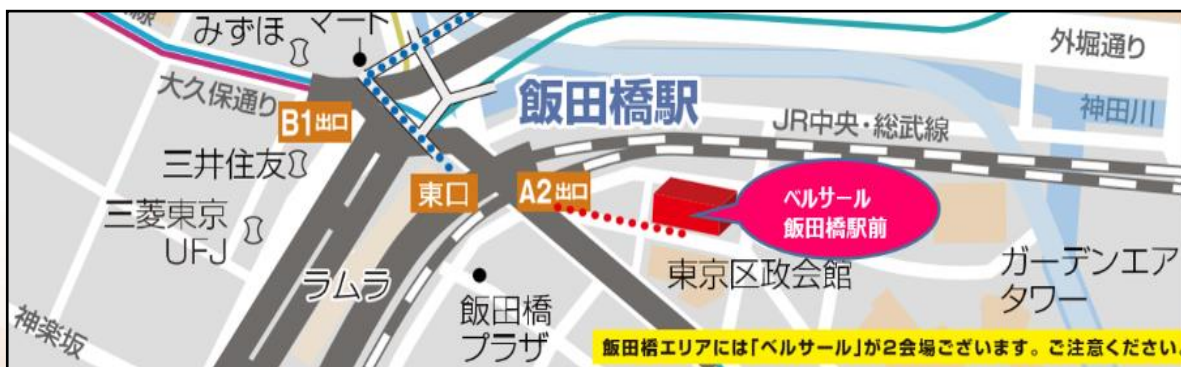 みずほ
マート
大久保通り
B1出口
三井住友
三菱東京
UFJ
神楽坂
ラムラ
東口
飯田橋駅
A2出口
飯田橋
プラザ
外堀通り
神田川
JR中央・総武線
ベルサール
飯田橋駅前
東京区政会館
ガーデンエア
タワー
飯田橋エリアには「ベルサール」が2会場ございます。ご注意ください。